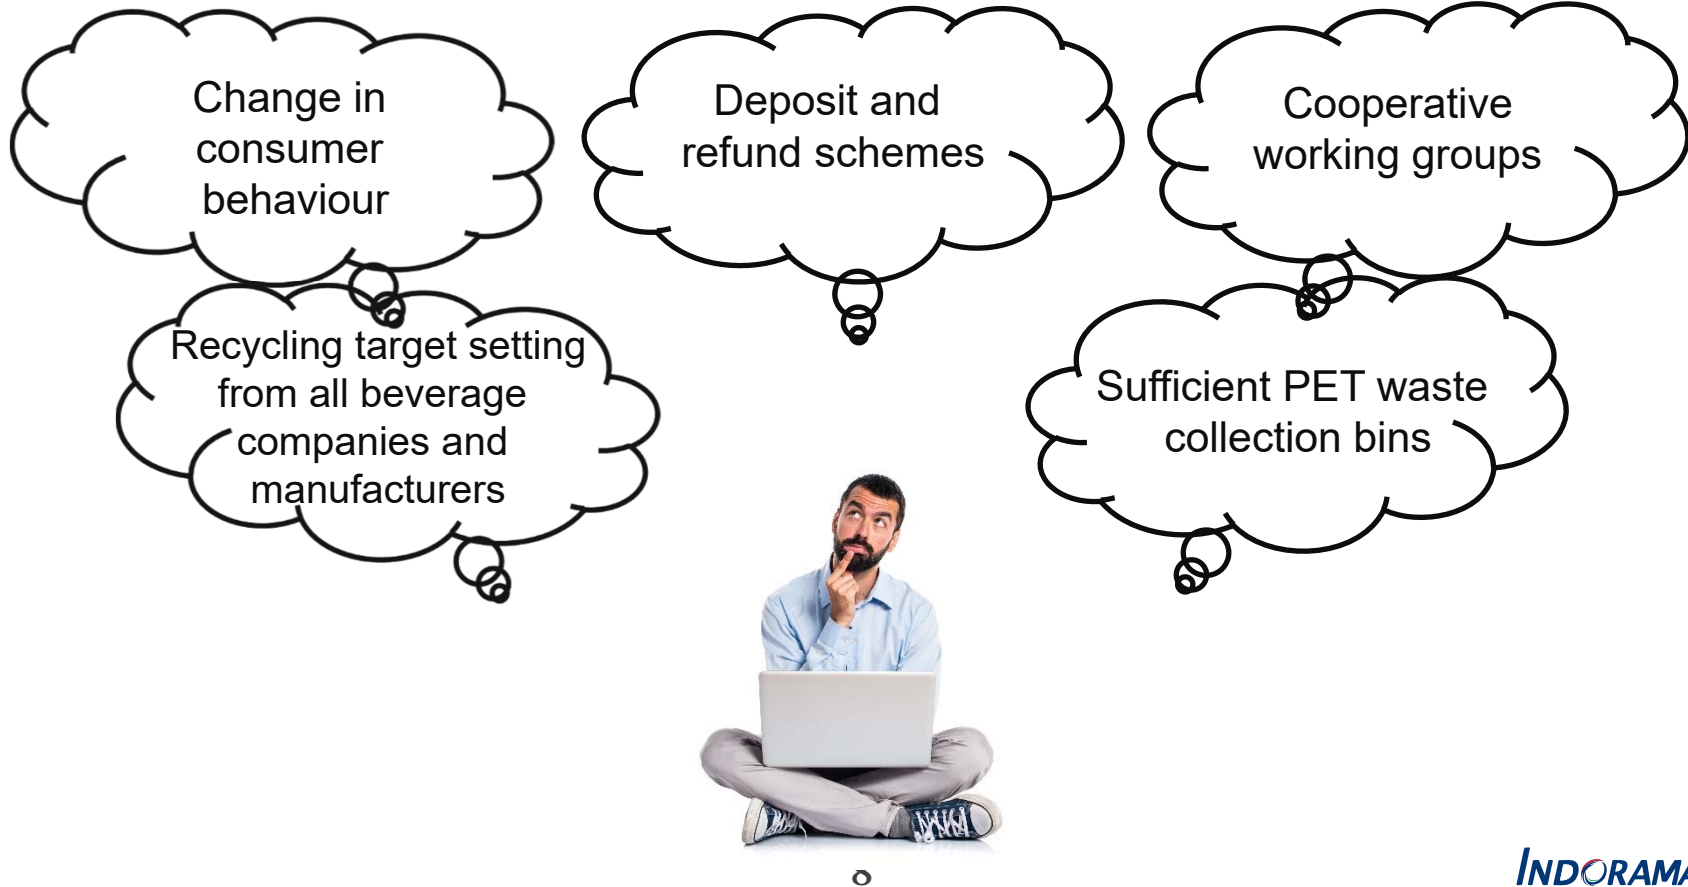 Change in
consumer
behaviour
Deposit and
refund schemes
Cooperative
working groups
Recycling target setting
from all beverage
companies and
manufacturers
Sufficient PET waste
collection bins
INDORAMA